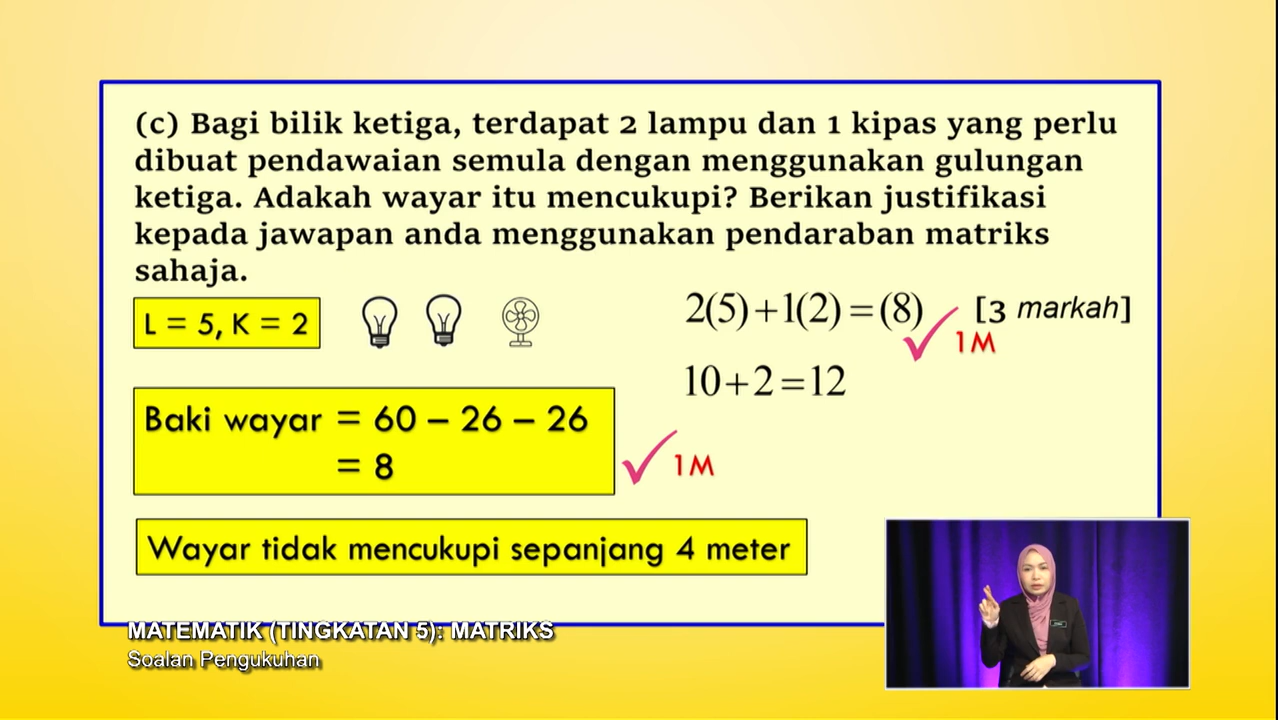 (c) Bagi bilik ketiga, terdapat 2 lampu dan 1 kipas yang perlu
dibuat pendawaian semula dengan menggunakan gulungan
ketiga. Adakah wayar itu mencukupi? Berikan justifikasi
kepada jawapan anda menggunakan pendaraban matriks
sahaja.
L = 5, K = 2
2(5)+1(2)=(8)
[3 markah]
1M
10+2=12
Baki wayar = 60 – 26 – 26
= 8
1M
Wayar tidak mencukupi sepanjang 4 meter
MATEMATIK (TINGKATAN 5): MATRIKS
Soalan Pengukuhan